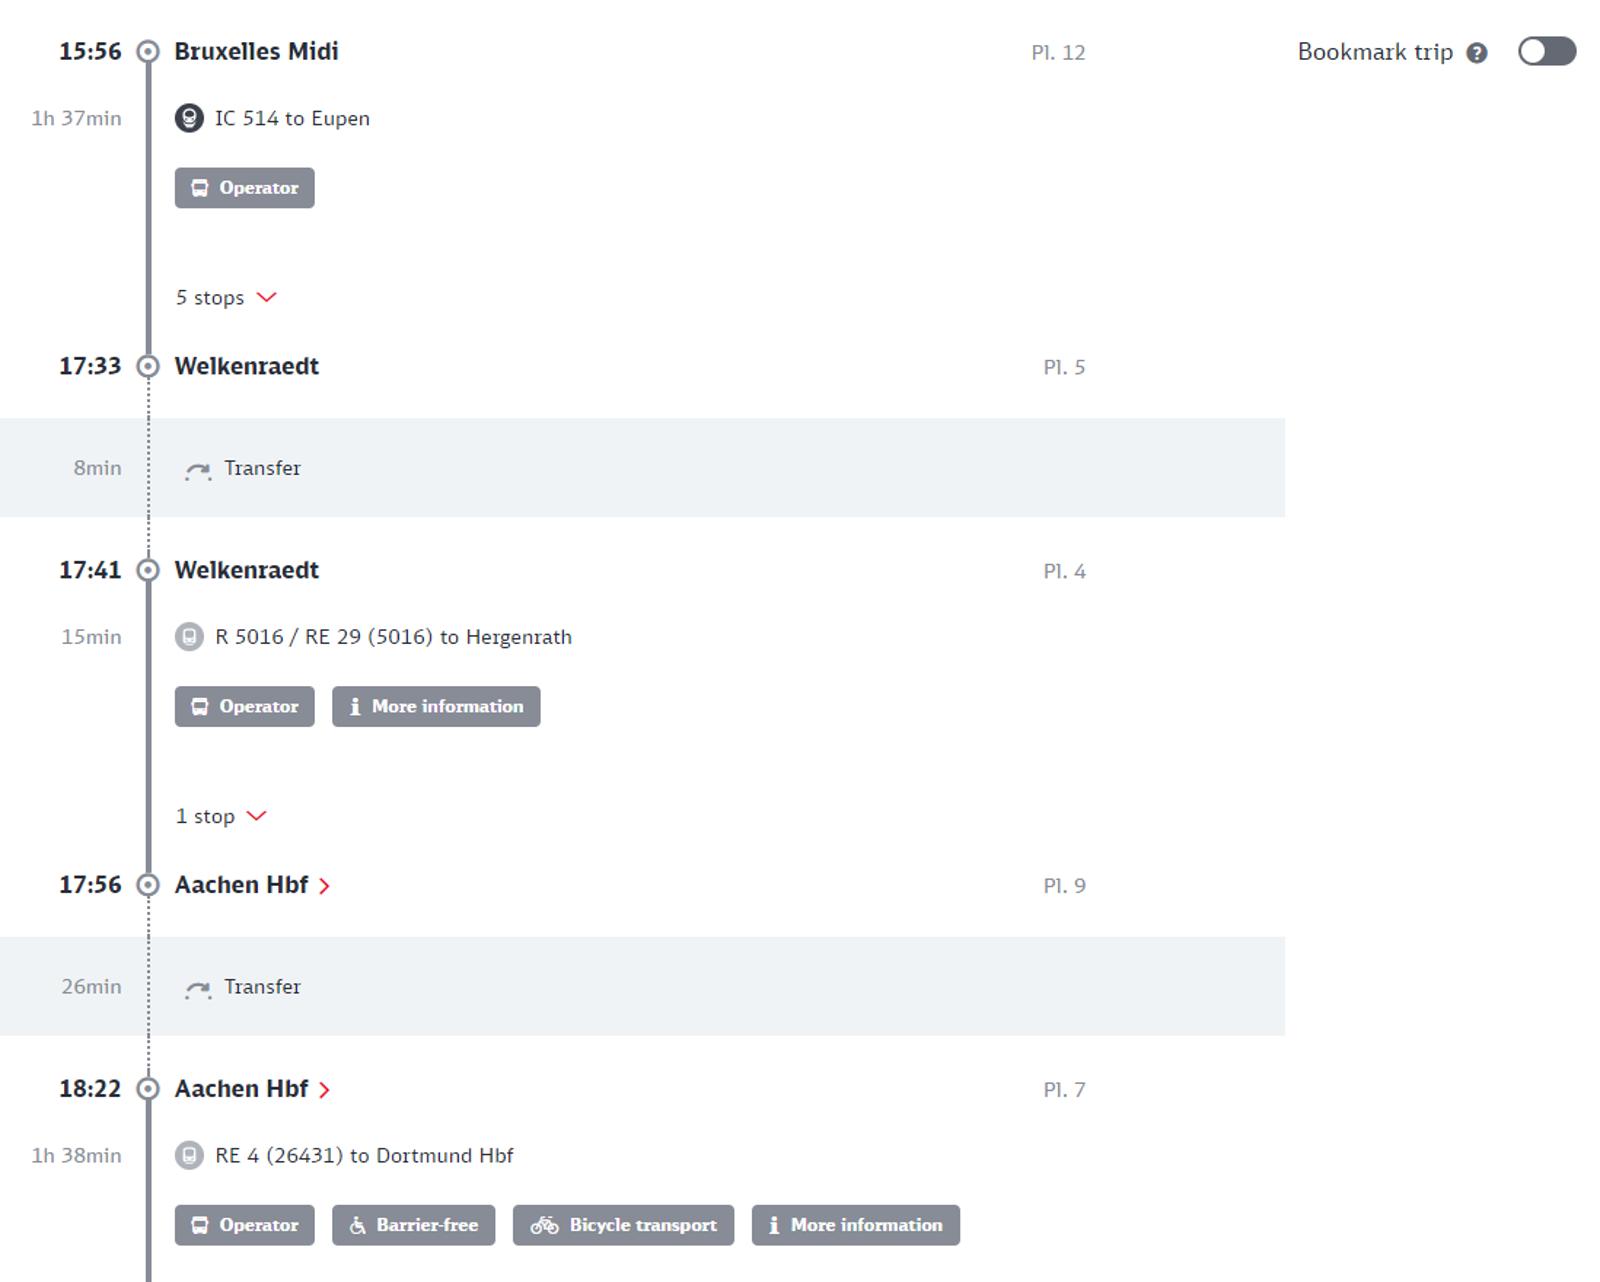 15:56 Bruxelles Midi Pl. 12 Bookmark trip ?
1h 37min IC 514 to Eupen
Operator
5 stops
17:33 Welkenraedt Pl. 5
8min Transfer
17:41 Welkenraedt Pl. 4
15min R 5016 / RE 29 (5016) to Hergenrath
Operator i More information
1 stop
17:56 Aachen Hbf Pl. 9
26min Transfer
18:22 Aachen Hbf Pl. 7
1h 38min RE 4 (26431) to Dortmund Hbf
Operator Barrier-free Bicycle transport i More information